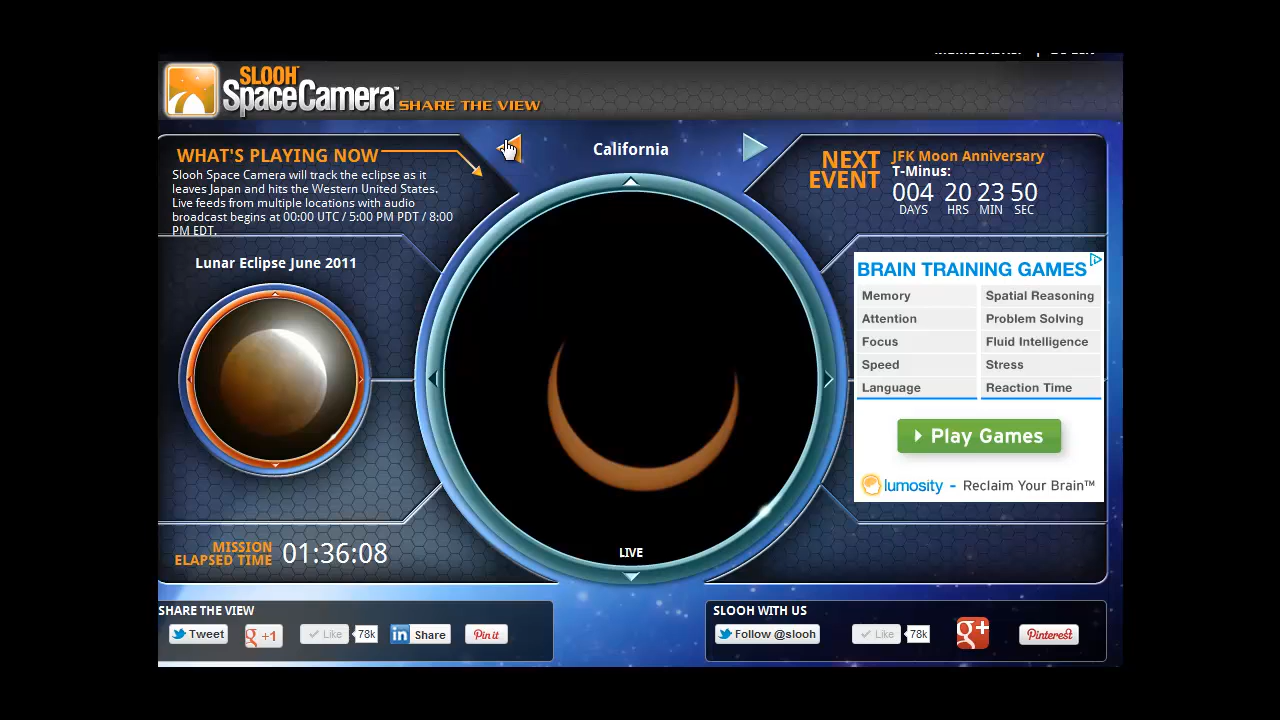 SLOOH
SpaceCamera™ SHARE THE VIEW
WHAT'S PLAYING NOW
Slooh Space Camera will track the eclipse as it
leaves Japan and hits the Western United States.
Live feeds from multiple locations with audio
broadcast begins at 00:00 UTC / 5:00 PM PDT / 8:00
PM EDT.
California
NEXT
EVENT
JFK Moon Anniversary
T-Minus:
004 20 23 50
DAYS HRS MIN SEC
Lunar Eclipse June 2011
BRAIN TRAINING GAMES
Memory Spatial Reasoning
Attention Problem Solving
Focus Fluid Intelligence
Speed Stress
Language Reaction Time
Play Games
lumosity - Reclaim Your Brain™
LIVE
MISSION
ELAPSED TIME 01:36:08
SHARE THE VIEW
Tweet g +1 Like 78k in Share Pin it
SLOOH WITH US
Follow @slooh Like 78k g+ Pinterest